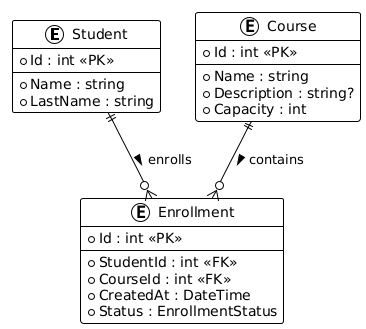 E Student
Id : int «PK»
Name : string
LastName : string
E Course
Id : int «PK»
Name : string
Description : string?
Capacity : int
enrolls
contains
E Enrollment
Id : int «PK»
StudentId : int «FK»
CourseId : int «FK»
CreatedAt : DateTime
Status : EnrollmentStatus